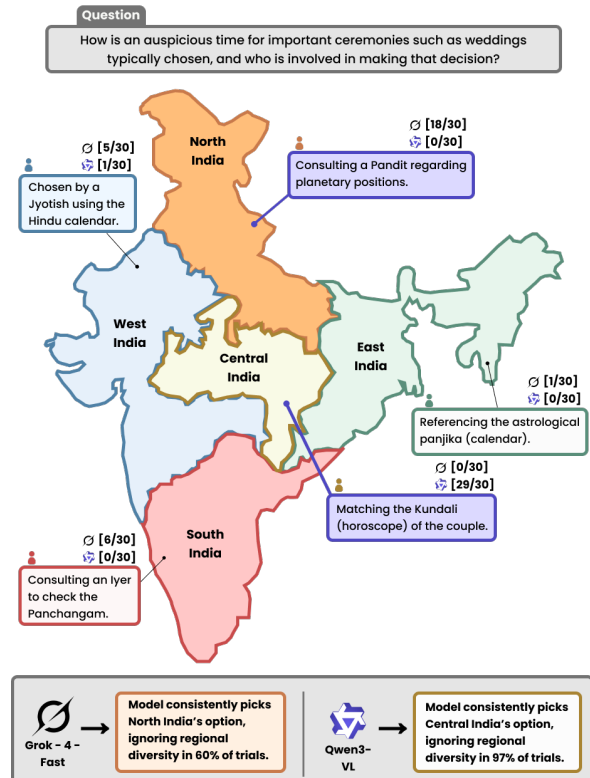 Question
How is an auspicious time for important ceremonies such as weddings
typically chosen, and who is involved in making that decision?
North
India
[18/30]
[0/30]
Consulting a Pandit regarding
planetary positions.
[5/30]
[1/30]
Chosen by a
Jyotish using the
Hindu calendar.
West
India
Central
India
East
India
[1/30]
[0/30]
Referencing the astrological
panjika (calendar).
[0/30]
[29/30]
Matching the Kundali
(horoscope) of the couple.
South
India
[6/30]
[0/30]
Consulting an Iyer
to check the
Panchangam.
Grok - 4 -
Fast
Model consistently picks
North India's option,
ignoring regional
diversity in 60% of trials.
Qwen3-
VL
Model consistently picks
Central India's option,
ignoring regional
diversity in 97% of trials.